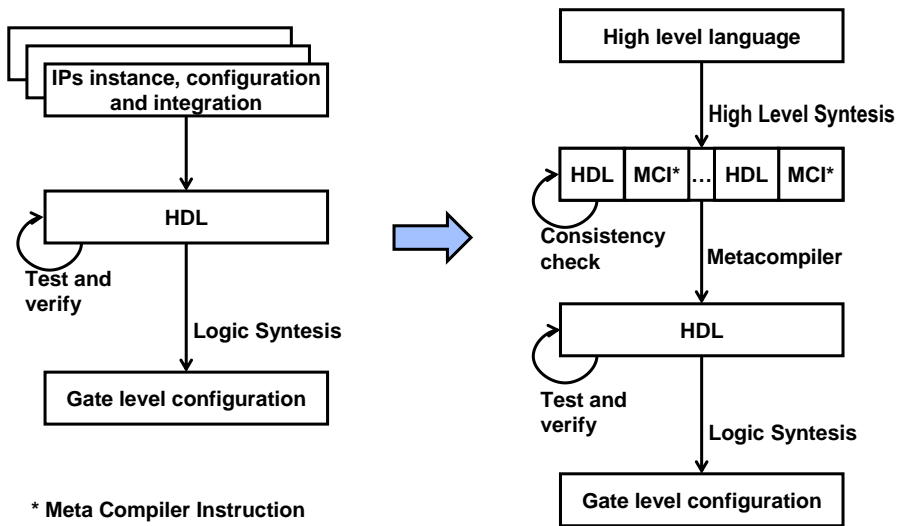 IPs instance, configuration
and integration
HDL
Test and
verify
Logic Syntesis
Gate level configuration
* Meta Compiler Instruction
High level language
High Level Syntesis
HDL MCI* ... HDL MCI*
Consistency
check
Metacompiler
HDL
Test and
verify
Logic Syntesis
Gate level configuration